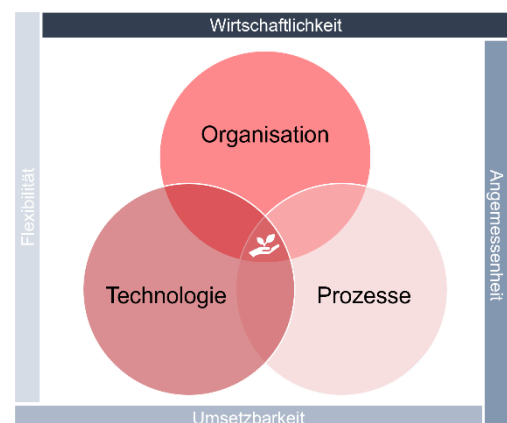 Wirtschaftlichkeit
Flexibilität
Organisation
Angemessenheit
Technologie
Prozesse
Umsetzbarkeit